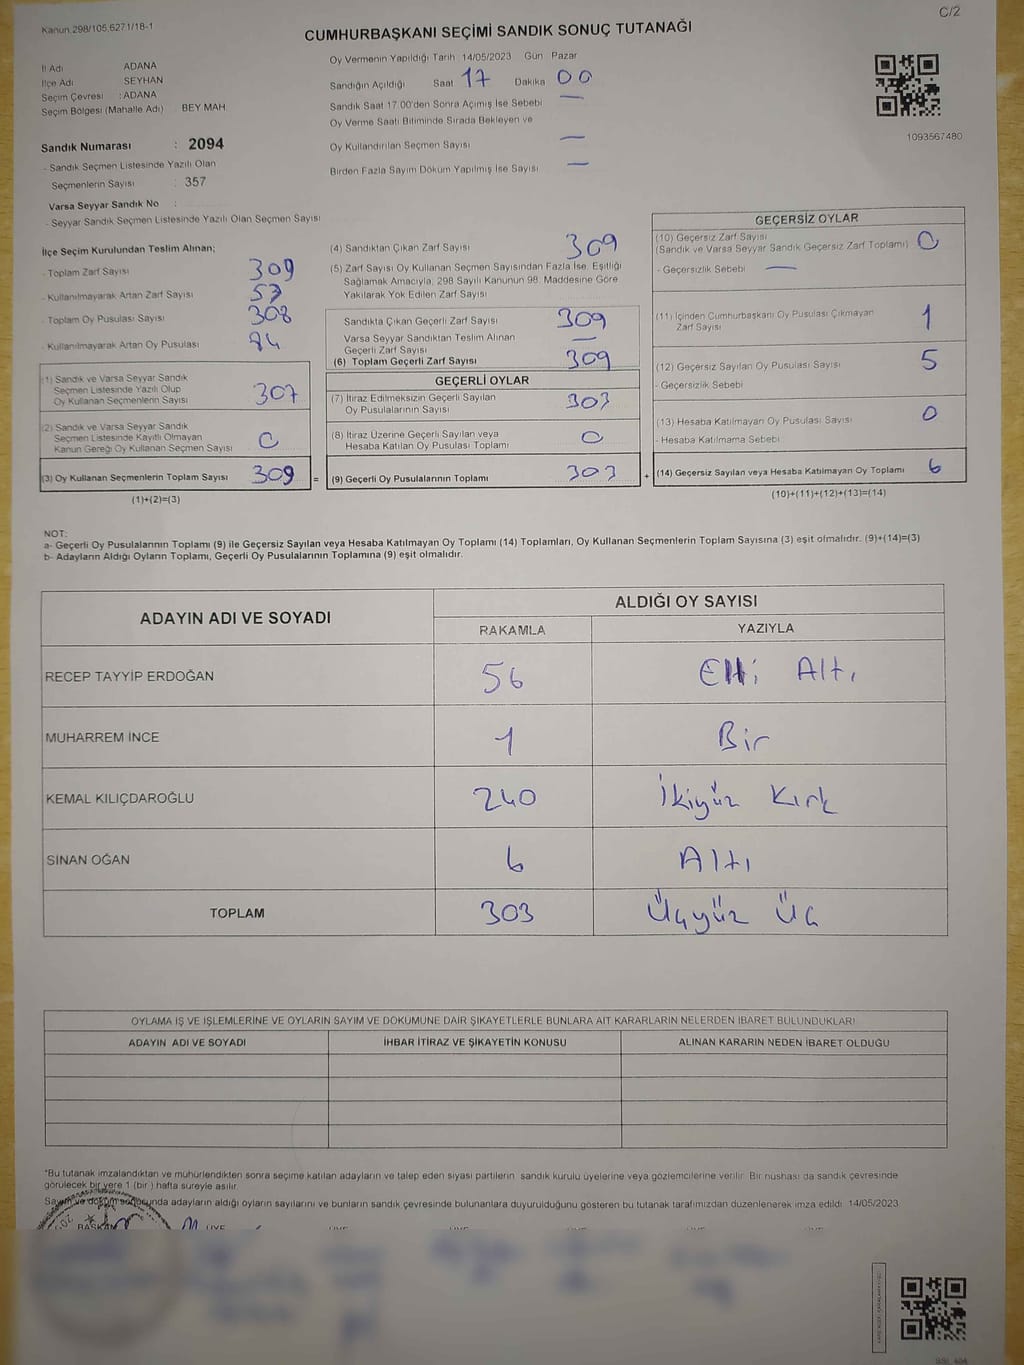 Kanun.298/105,6271/18-1
C/2
CUMHURBAŞKANI SEÇİMİ SANDIK SONUÇ TUTANAĞI
İl Adı ADANA
İlçe Adı SEYHAN
Seçim Çevresi : ADANA
Seçim Bölgesi (Mahalle Adı) BEY MAH
Sandık Numarası : 2094
- Sandık Seçmen Listesinde Yazılı Olan
Seçmenlerin Sayısı : 357
Varsa Seyyar Sandık No :
- Seyyar Sandık Seçmen Listesinde Yazılı Olan Seçmen Sayısı
Oy Vermenin Yapıldığı Tarih :14/05/2023 Gün Pazar
Sandığın Açıldığı Saat 17 Dakika 00
Sandık Saat 17.00'den Sonra Açımış İse Sebebi —
Oy Verme Saati Bitiminde Sırada Bekleyen ve
Oy Kullandırılan Seçmen Sayısı —
Birden Fazla Sayım Döküm Yapılmış İse Sayısı —
1093567480
İlçe Seçim Kurulundan Teslim Alınan;
- Toplam Zarf Sayısı 309
- Kullanılmayarak Artan Zarf Sayısı 57
- Toplam Oy Pusulası Sayısı 308
- Kullanılmayarak Artan Oy Pusulası 84
(1) Sandık ve Varsa Seyyar Sandık
Seçmen Listesinde Yazılı Olup
Oy Kullanan Seçmenlerin Sayısı 307
(2) Sandık ve Varsa Seyyar Sandık
Seçmen Listesinde Kayıtlı Olmayan
Kanun Gereği Oy Kullanan Seçmen Sayısı 0
(3) Oy Kullanan Seçmenlerin Toplam Sayısı 309
(1)+(2)=(3)
(4) Sandıktan Çıkan Zarf Sayısı 309
(5) Zarf Sayısı Oy Kullanan Seçmen Sayısından Fazla İse, Eşitliği
Sağlamak Amacıyla, 298 Sayılı Kanunun 98. Maddesine Göre
Yakılarak Yok Edilen Zarf Sayısı
Sandıkta Çıkan Geçerli Zarf Sayısı 309
Varsa Seyyar Sandıktan Teslim Alınan
Geçerli Zarf Sayısı —
(6) Toplam Geçerli Zarf Sayısı 309
GEÇERLİ OYLAR
(7) İtiraz Edilmeksizin Geçerli Sayılan
Oy Pusulalarının Sayısı 303
(8) İtiraz Üzerine Geçerli Sayılan veya
Hesaba Katılan Oy Pusulası Toplamı 0
= (9) Geçerli Oy Pusulalarının Toplamı 303 +
GEÇERSİZ OYLAR
(10) Geçersiz Zarf Sayısı
(Sandık ve Varsa Seyyar Sandık Geçersiz Zarf Toplamı) 0
- Geçersizlik Sebebi —
(11) İçinden Cumhurbaşkanı Oy Pusulası Çıkmayan
Zarf Sayısı 1
(12) Geçersiz Sayılan Oy Pusulası Sayısı 5
- Geçersizlik Sebebi
(13) Hesaba Katılmayan Oy Pusulası Sayısı 0
- Hesaba Katılmama Sebebi
(14) Geçersiz Sayılan veya Hesaba Katılmayan Oy Toplamı 6
(10)+(11)+(12)+(13)=(14)
NOT:
a- Geçerli Oy Pusulalarının Toplamı (9) ile Geçersiz Sayılan veya Hesaba Katılmayan Oy Toplamı (14) Toplamları, Oy Kullanan Seçmenlerin Toplam Sayısına (3) eşit olmalıdır. (9)+(14)=(3)
b- Adayların Aldığı Oyların Toplamı, Geçerli Oy Pusulalarının Toplamına (9) eşit olmalıdır.
ADAYIN ADI VE SOYADI
ALDIĞI OY SAYISI
RAKAMLA YAZIYLA
RECEP TAYYİP ERDOĞAN 56 Elli Altı
MUHARREM İNCE 1 Bir
KEMAL KILIÇDAROĞLU 240 İkiyüz Kırk
SİNAN OĞAN 6 Altı
TOPLAM 303 Üçyüz Üç
OYLAMA İŞ VE İŞLEMLERİNE VE OYLARIN SAYIM VE DÖKÜMÜNE DAİR ŞİKAYETLERLE BUNLARA AİT KARARLARIN NELERDEN İBARET BULUNDUKLARI
ADAYIN ADI VE SOYADI İHBAR İTİRAZ VE ŞİKAYETİN KONUSU ALINAN KARARIN NEDEN İBARET OLDUĞU
*Bu tutanak imzalandıktan ve mühürlendikten sonra seçime katılan adayların ve talep eden siyasi partilerin sandık kurulu üyelerine veya gözlemcilerine verilir. Bir nushası da sandık çevresinde
görülecek bir yere 1 (bir) hafta süreyle asılır.
Sayım ve döküm sonucunda adayların aldığı oyların sayılarını ve bunların sandık çevresinde bulunanlara duyurulduğunu gösteren bu tutanak tarafımızdan düzenlenerek imza edildi. 14/05/2023
BAŞKAN